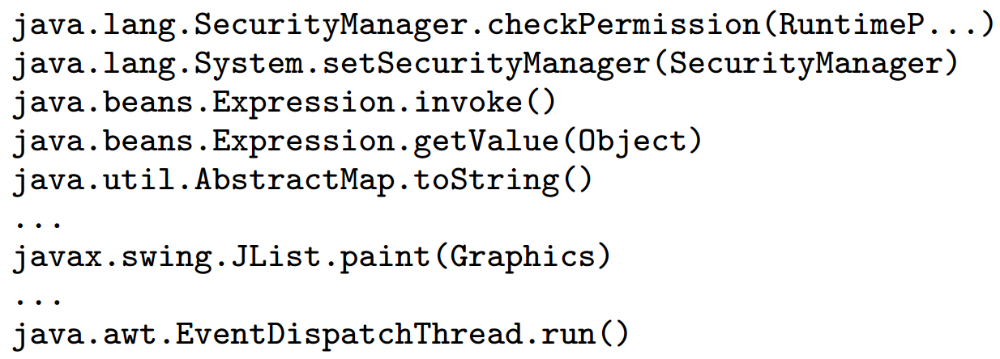 java.lang.SecurityManager.checkPermission(RuntimeP...)
java.lang.System.setSecurityManager(SecurityManager)
java.beans.Expression.invoke()
java.beans.Expression.getValue(Object)
java.util.AbstractMap.toString()
...
javax.swing.JList.paint(Graphics)
...
java.awt.EventDispatchThread.run()